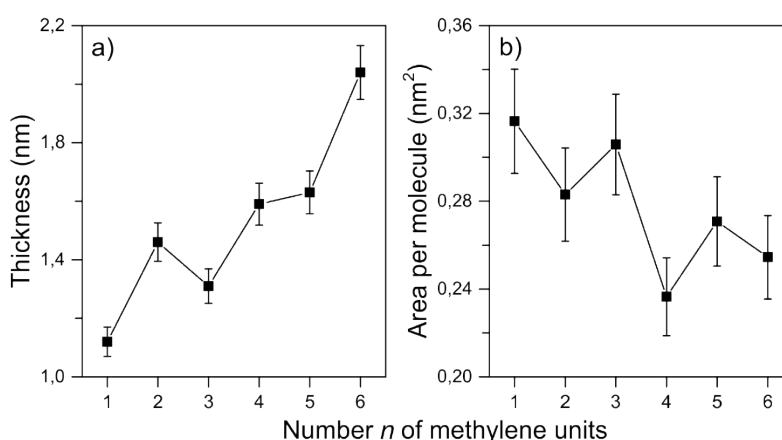 a)
Thickness (nm)
2,2
1,8
1,4
1,0
1 2 3 4 5 6
b)
Area per molecule (nm²)
0,36
0,32
0,28
0,24
0,20
1 2 3 4 5 6
Number n of methylene units